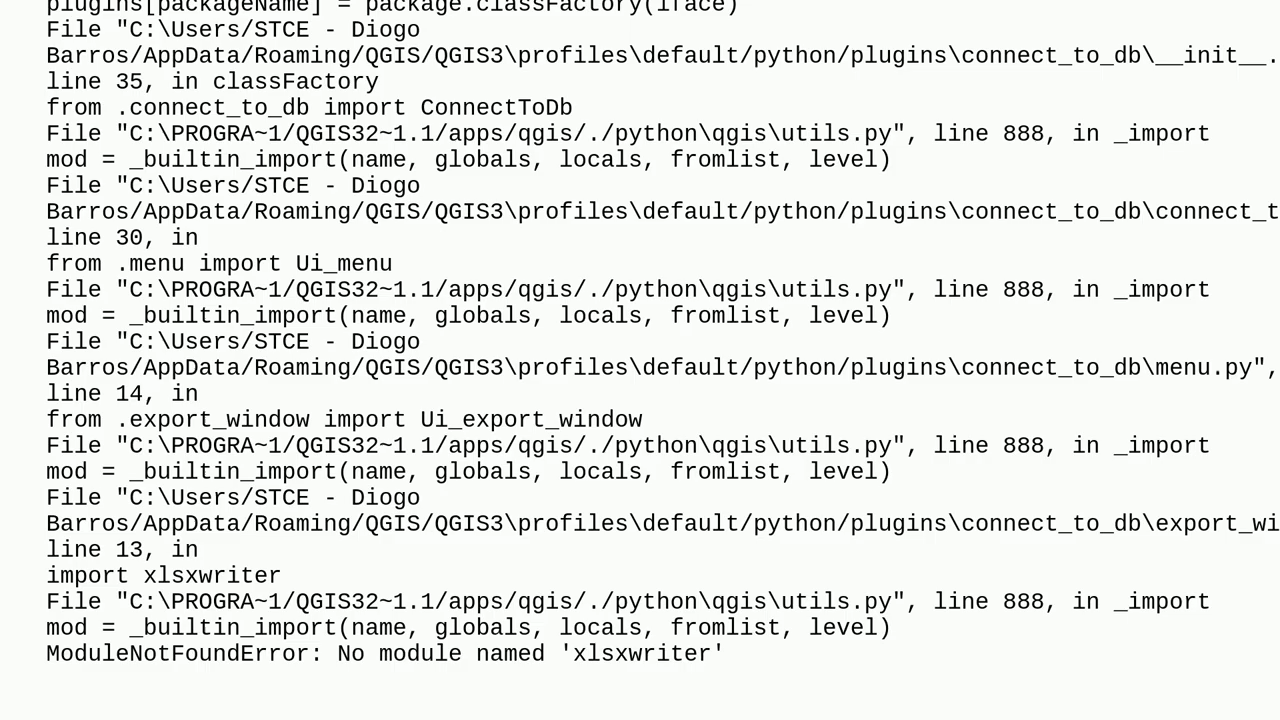 plugins[packageName] = package.classFactory(iface)
File "C:\Users/STCE - Diogo
Barros/AppData/Roaming/QGIS/QGIS3\profiles\default/python/plugins\connect_to_db\__init__.
line 35, in classFactory
from .connect_to_db import ConnectToDb
File "C:\PROGRA~1/QGIS32~1.1/apps/qgis/./python\qgis\utils.py", line 888, in _import
mod = _builtin_import(name, globals, locals, fromlist, level)
File "C:\Users/STCE - Diogo
Barros/AppData/Roaming/QGIS/QGIS3\profiles\default/python/plugins\connect_to_db\connect_t
line 30, in
from .menu import Ui_menu
File "C:\PROGRA~1/QGIS32~1.1/apps/qgis/./python\qgis\utils.py", line 888, in _import
mod = _builtin_import(name, globals, locals, fromlist, level)
File "C:\Users/STCE - Diogo
Barros/AppData/Roaming/QGIS/QGIS3\profiles\default/python/plugins\connect_to_db\menu.py",
line 14, in
from .export_window import Ui_export_window
File "C:\PROGRA~1/QGIS32~1.1/apps/qgis/./python\qgis\utils.py", line 888, in _import
mod = _builtin_import(name, globals, locals, fromlist, level)
File "C:\Users/STCE - Diogo
Barros/AppData/Roaming/QGIS/QGIS3\profiles\default/python/plugins\connect_to_db\export_wi
line 13, in
import xlsxwriter
File "C:\PROGRA~1/QGIS32~1.1/apps/qgis/./python\qgis\utils.py", line 888, in _import
mod = _builtin_import(name, globals, locals, fromlist, level)
ModuleNotFoundError: No module named 'xlsxwriter'